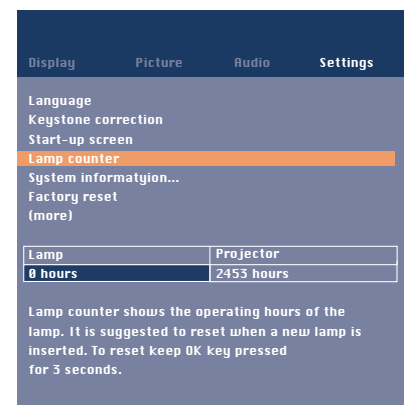 Display Picture Audio Settings
Language
Keystone correction
Start-up screen
Lamp counter
System informatyion...
Factory reset
(more)
Lamp Projector
0 hours 2453 hours
Lamp counter shows the operating hours of the
lamp. It is suggested to reset when a new lamp is
inserted. To reset keep OK key pressed
for 3 seconds.